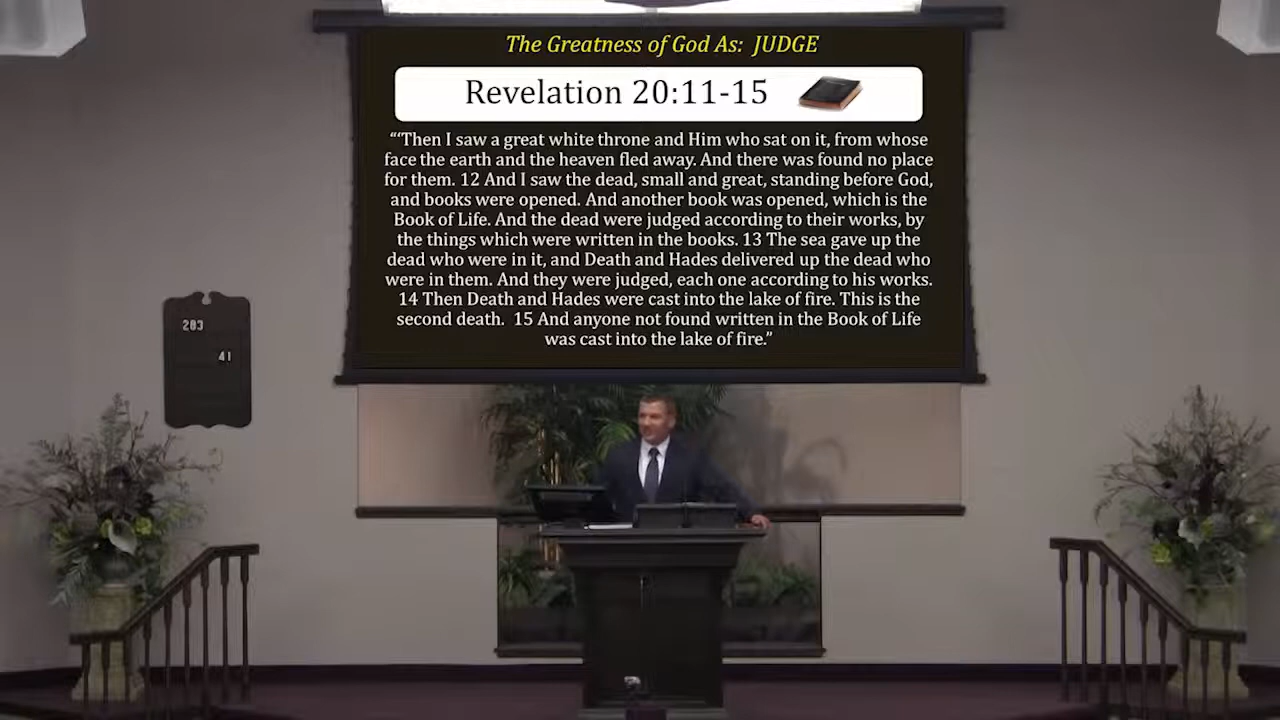 The Greatness of God As: JUDGE
Revelation 20:11-15
“‘Then I saw a great white throne and Him who sat on it, from whose
face the earth and the heaven fled away. And there was found no place
for them. 12 And I saw the dead, small and great, standing before God,
and books were opened. And another book was opened, which is the
Book of Life. And the dead were judged according to their works, by
the things which were written in the books. 13 The sea gave up the
dead who were in it, and Death and Hades delivered up the dead who
were in them. And they were judged, each one according to his works.
14 Then Death and Hades were cast into the lake of fire. This is the
second death. 15 And anyone not found written in the Book of Life
was cast into the lake of fire.”
203
41